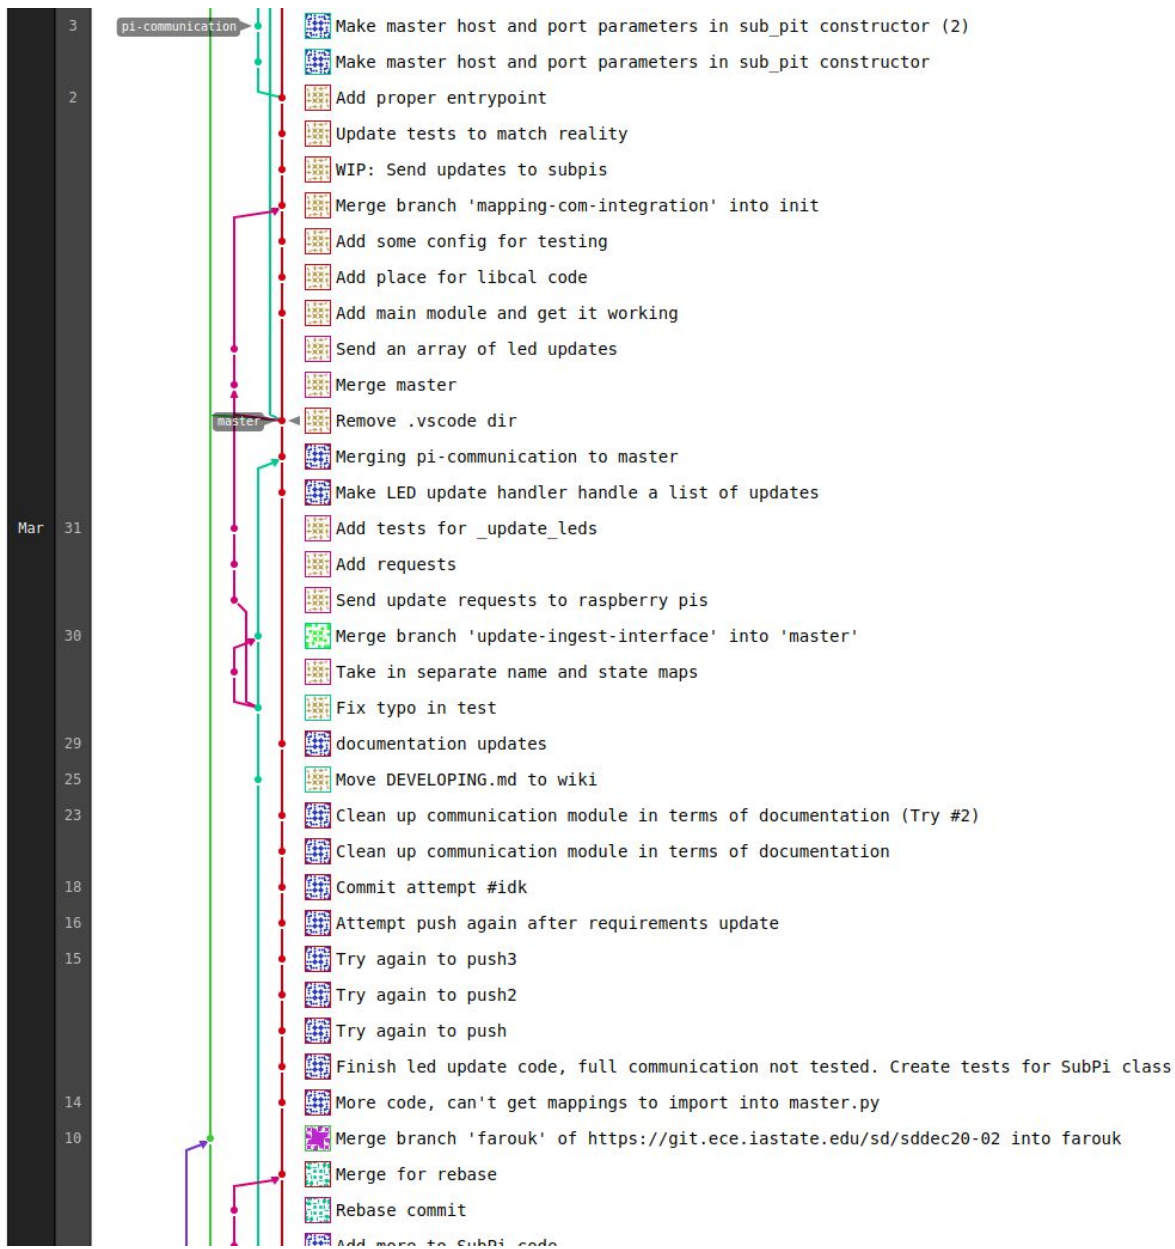 3 pi-communication Make master host and port parameters in sub_pit constructor (2)
Make master host and port parameters in sub_pit constructor
2 Add proper entrypoint
Update tests to match reality
WIP: Send updates to subpis
Merge branch 'mapping-com-integration' into init
Add some config for testing
Add place for libcal code
Add main module and get it working
Send an array of led updates
Merge master
master Remove .vscode dir
Merging pi-communication to master
Make LED update handler handle a list of updates
Mar 31 Add tests for _update_leds
Add requests
Send update requests to raspberry pis
30 Merge branch 'update-ingest-interface' into 'master'
Take in separate name and state maps
Fix typo in test
29 documentation updates
25 Move DEVELOPING.md to wiki
23 Clean up communication module in terms of documentation (Try #2)
Clean up communication module in terms of documentation
18 Commit attempt #idk
16 Attempt push again after requirements update
15 Try again to push3
Try again to push2
Try again to push
Finish led update code, full communication not tested. Create tests for SubPi class
14 More code, can't get mappings to import into master.py
10 Merge branch 'farouk' of https://git.ece.iastate.edu/sd/sddec20-02 into farouk
Merge for rebase
Rebase commit
Add more to SubPi code